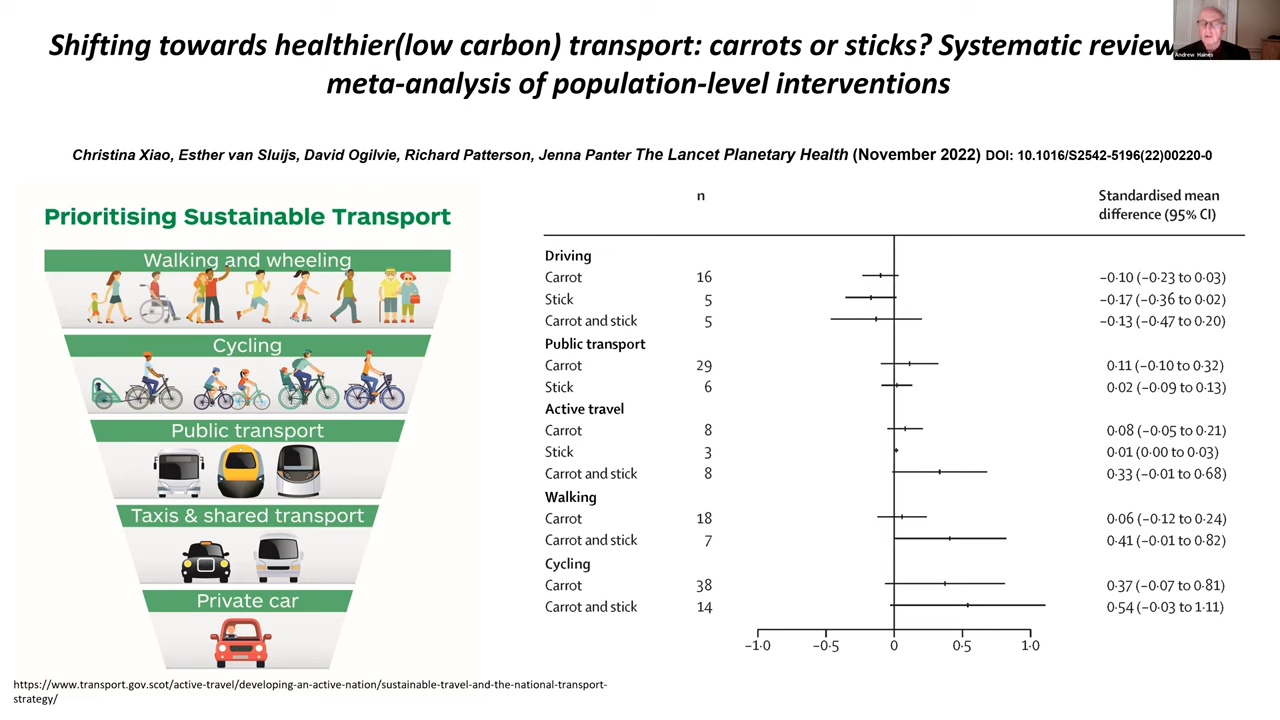 Shifting towards healthier(low carbon) transport: carrots or sticks? Systematic review
meta-analysis of population-level interventions
Andrew Haines
Christina Xiao, Esther van Sluijs, David Ogilvie, Richard Patterson, Jenna Panter The Lancet Planetary Health (November 2022) DOI: 10.1016/S2542-5196(22)00220-0
Prioritising Sustainable Transport
Walking and wheeling
Cycling
Public transport
Taxis & shared transport
Private car
n
Standardised mean
difference (95% CI)
Driving
Carrot 16 −0·10 (−0·23 to 0·03)
Stick 5 −0·17 (−0·36 to 0·02)
Carrot and stick 5 −0·13 (−0·47 to 0·20)
Public transport
Carrot 29 0·11 (−0·10 to 0·32)
Stick 6 0·02 (−0·09 to 0·13)
Active travel
Carrot 8 0·08 (−0·05 to 0·21)
Stick 3 0·01 (0·00 to 0·03)
Carrot and stick 8 0·33 (−0·01 to 0·68)
Walking
Carrot 18 0·06 (−0·12 to 0·24)
Carrot and stick 7 0·41 (−0·01 to 0·82)
Cycling
Carrot 38 0·37 (−0·07 to 0·81)
Carrot and stick 14 0·54 (−0·03 to 1·11)
−1·0 −0·5 0 0·5 1·0
https://www.transport.gov.scot/active-travel/developing-an-active-nation/sustainable-travel-and-the-national-transport-
strategy/